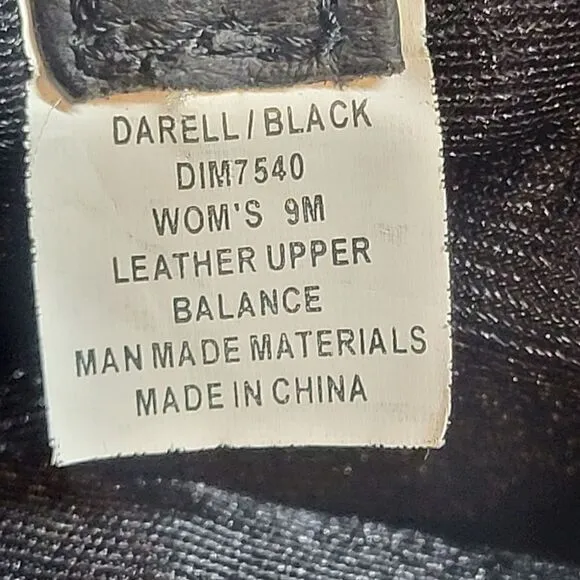 DARELL/BLACK
DIM7540
WOM'S 9M
LEATHER UPPER
BALANCE
MAN MADE MATERIALS
MADE IN CHINA